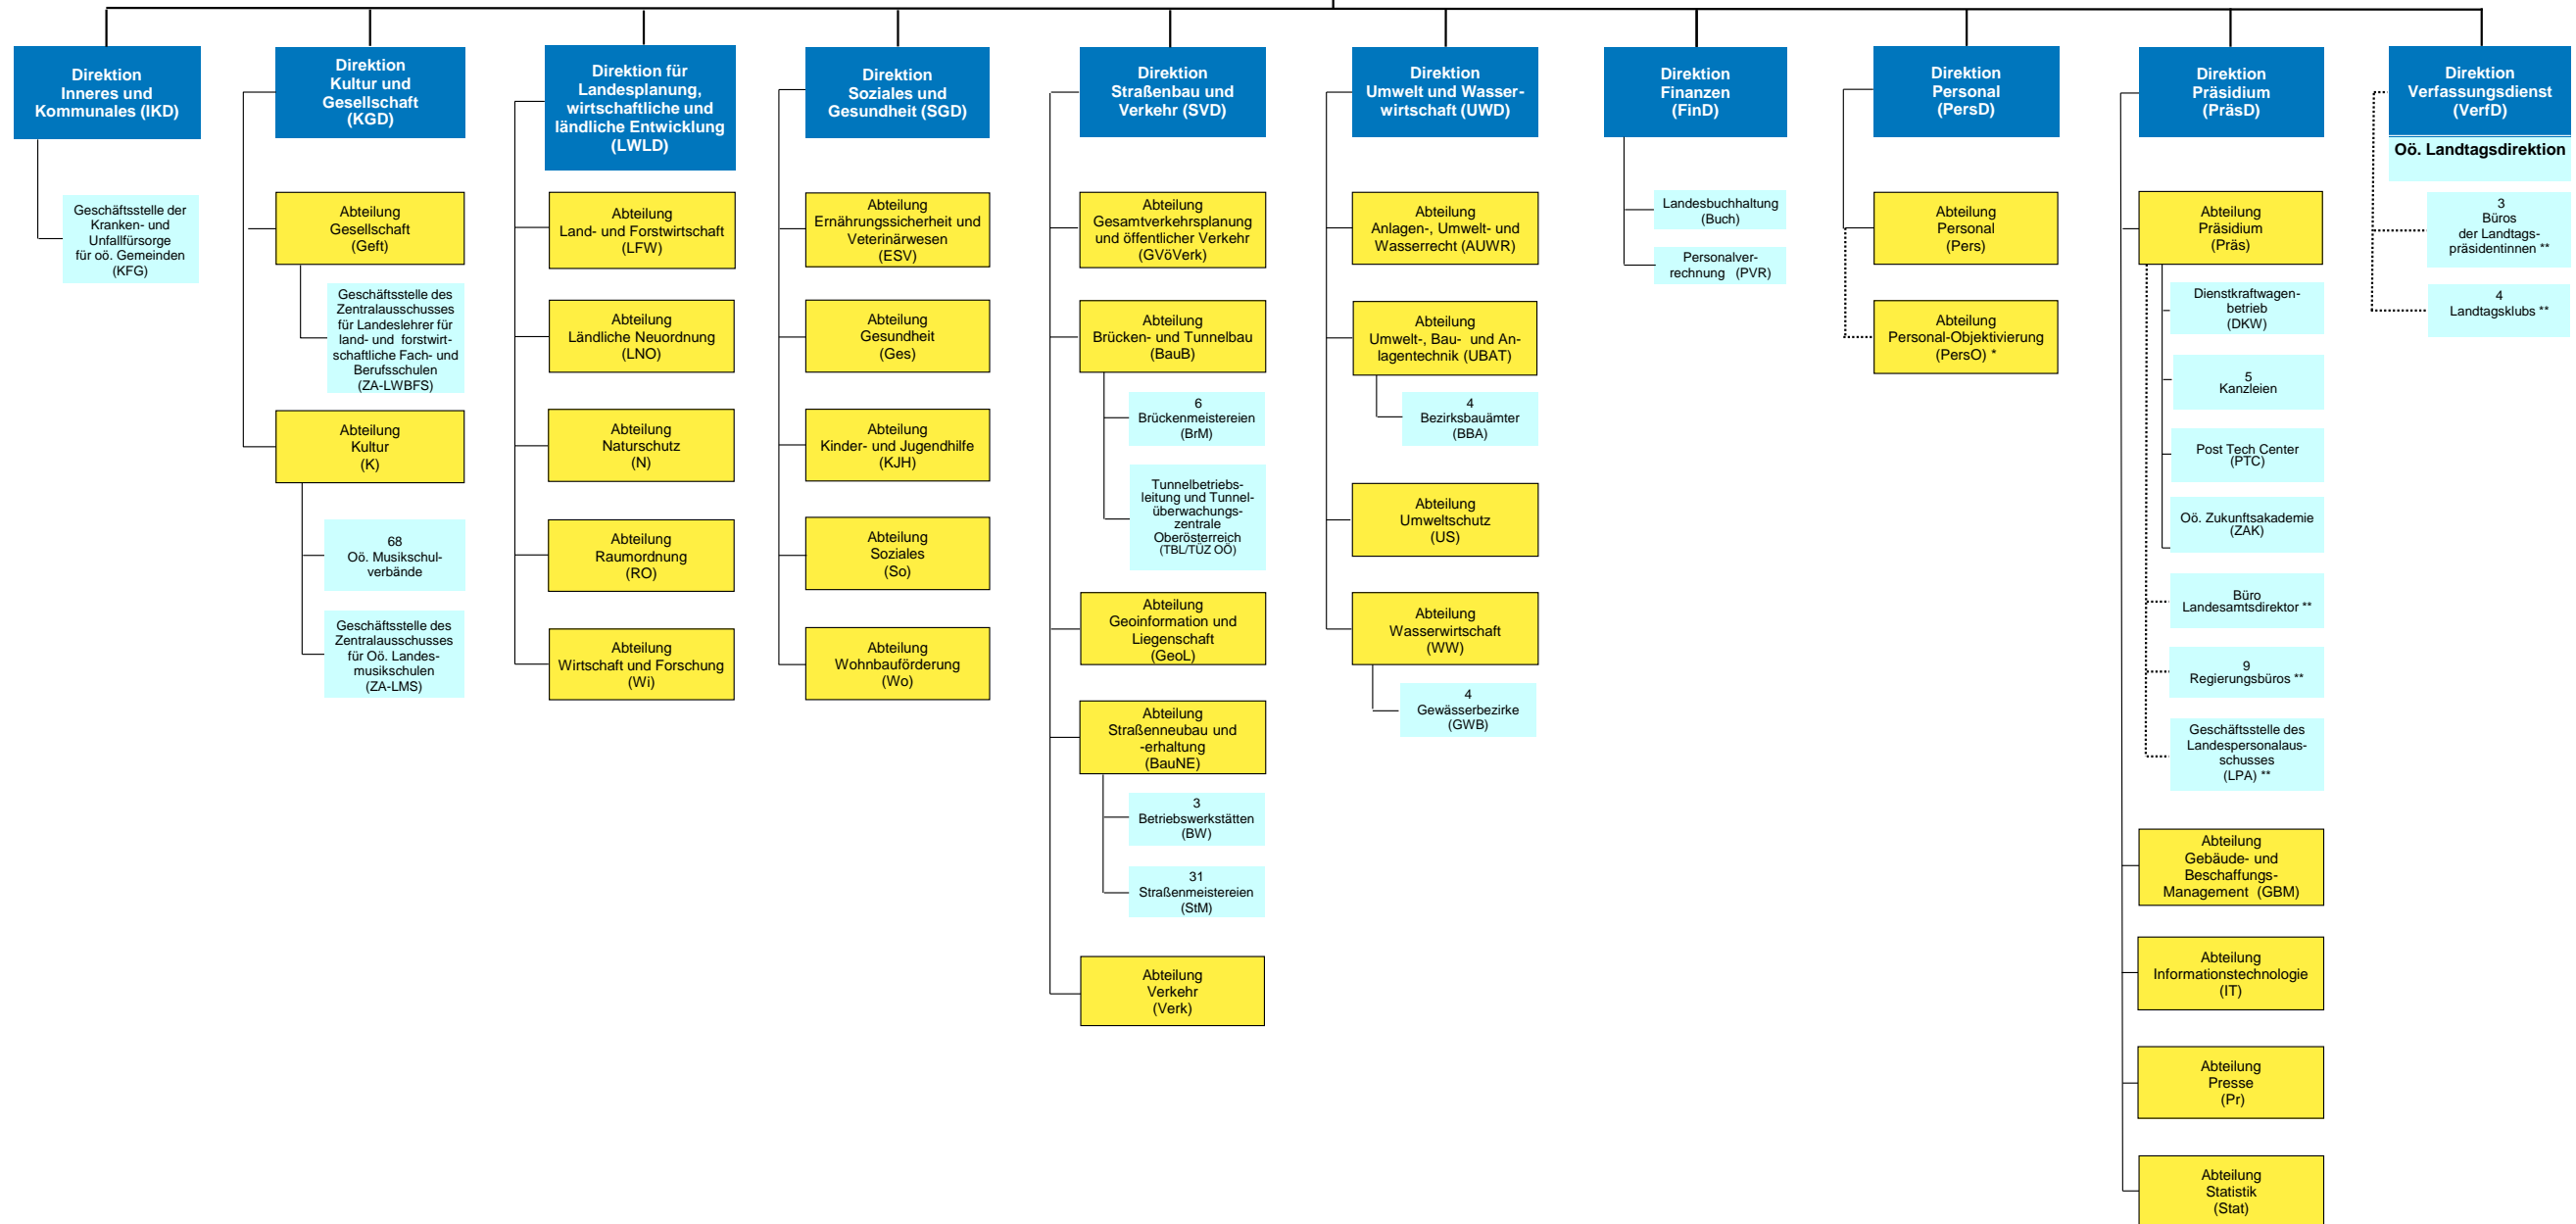 Direktion
Inneres und
Kommunales (IKD)
Geschäftsstelle der
Kranken- und
Unfallfürsorge
für oö. Gemeinden
(KFG)
Direktion
Kultur und
Gesellschaft
(KGD)
Abteilung
Gesellschaft
(Geft)
Geschäftsstelle des
Zentralausschusses
für Landeslehrer für
land- und forstwirt-
schaftliche Fach- und
Berufsschulen
(ZA-LWBFS)
Abteilung
Kultur
(K)
68
Oö. Musikschul-
verbände
Geschäftsstelle des
Zentralausschusses
für Oö. Landes-
musikschulen
(ZA-LMS)
Direktion für
Landesplanung,
wirtschaftliche und
ländliche Entwicklung
(LWLD)
Abteilung
Land- und Forstwirtschaft
(LFW)
Abteilung
Ländliche Neuordnung
(LNO)
Abteilung
Naturschutz
(N)
Abteilung
Raumordnung
(RO)
Abteilung
Wirtschaft und Forschung
(Wi)
Direktion
Soziales und
Gesundheit (SGD)
Abteilung
Ernährungssicherheit und
Veterinärwesen
(ESV)
Abteilung
Gesundheit
(Ges)
Abteilung
Kinder- und Jugendhilfe
(KJH)
Abteilung
Soziales
(So)
Abteilung
Wohnbauförderung
(Wo)
Direktion
Straßenbau und
Verkehr (SVD)
Abteilung
Gesamtverkehrsplanung
und öffentlicher Verkehr
(GVöVerk)
Abteilung
Brücken- und Tunnelbau
(BauB)
6
Brückenmeistereien
(BrM)
Tunnelbetriebs-
leitung und Tunnel-
überwachungs-
zentrale
Oberösterreich
(TBL/TÜZ OÖ)
Abteilung
Geoinformation und
Liegenschaft
(GeoL)
Abteilung
Straßenneubau und
-erhaltung
(BauNE)
3
Betriebswerkstätten
(BW)
31
Straßenmeistereien
(StM)
Abteilung
Verkehr
(Verk)
Direktion
Umwelt und Wasser-
wirtschaft (UWD)
Abteilung
Anlagen-, Umwelt- und
Wasserrecht (AUWR)
Abteilung
Umwelt-, Bau- und An-
lagentechnik (UBAT)
4
Bezirksbauämter
(BBA)
Abteilung
Umweltschutz
(US)
Abteilung
Wasserwirtschaft
(WW)
4
Gewässerbezirke
(GWB)
Direktion
Finanzen
(FinD)
Landesbuchhaltung
(Buch)
Personalver-
rechnung (PVR)
Direktion
Personal
(PersD)
Abteilung
Personal
(Pers)
Abteilung
Personal-Objektivierung
(PersO) *
Direktion
Präsidium
(PräsD)
Abteilung
Präsidium
(Präs)
Dienstkraftwagen-
betrieb
(DKW)
5
Kanzleien
Post Tech Center
(PTC)
Oö. Zukunftsakademie
(ZAK)
Büro
Landesamtsdirektor **
9
Regierungsbüros **
Geschäftsstelle des
Landespersonalaus-
schusses
(LPA) **
Abteilung
Gebäude- und
Beschaffungs-
Management (GBM)
Abteilung
Informationstechnologie
(IT)
Abteilung
Presse
(Pr)
Abteilung
Statistik
(Stat)
Direktion
Verfassungsdienst
(VerfD)
Oö. Landtagsdirektion
3
Büros
der Landtags-
präsidentinnen **
4
Landtagsklubs **